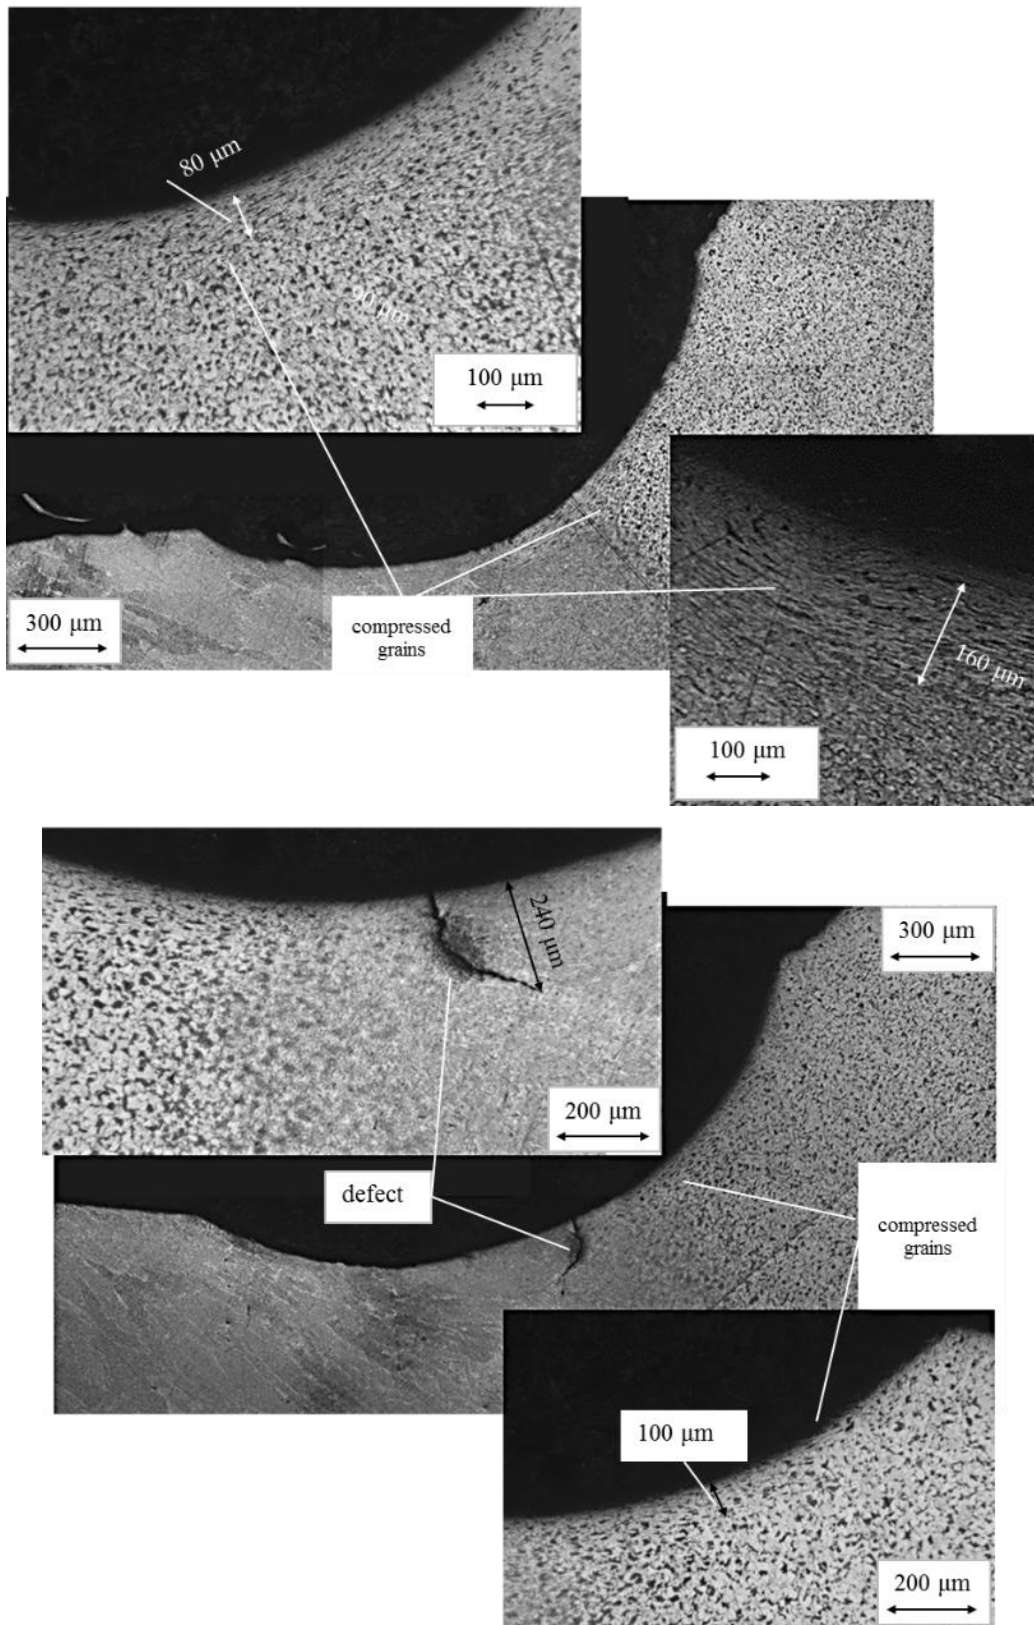 80 μm
90 μm
100 μm
300 μm
compressed
grains
160 μm
100 μm
240 μm
300 μm
200 μm
defect
compressed
grains
100 μm
200 μm